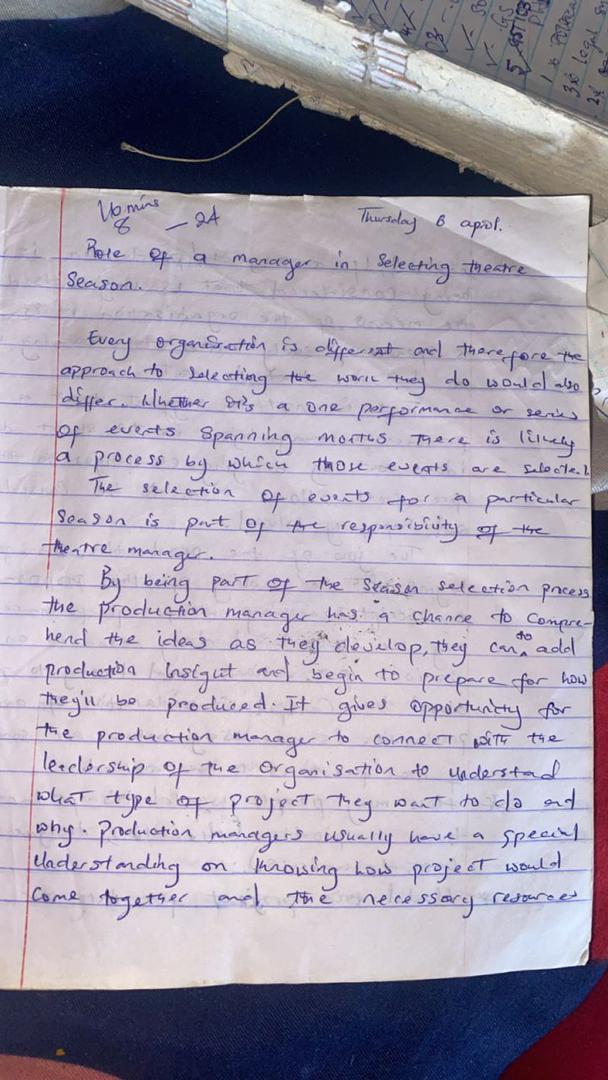 16 mins
8 - 24
Thursday 6 april.
Role of a manager in Selecting theatre
Season.
Every organisation is different and therefore the
approach to selecting the work they do would also
differ. Whether it's a one performance or series
of events Spanning months there is likely
a process by which those events are selected.
The selection of events for a particular
Season is part of the responsibility of the
theatre manager.
By being part of the season selection process
the production manager has a chance to compre-
hend the ideas as they develop, they can to add
production insight and begin to prepare for how
they'll be produced. It gives opportunity for
the production manager to connect with the
leadership of the organisation to understand
what type of project they want to do and
why. Production managers usually have a special
understanding on knowing how project would
come together and the necessary resources